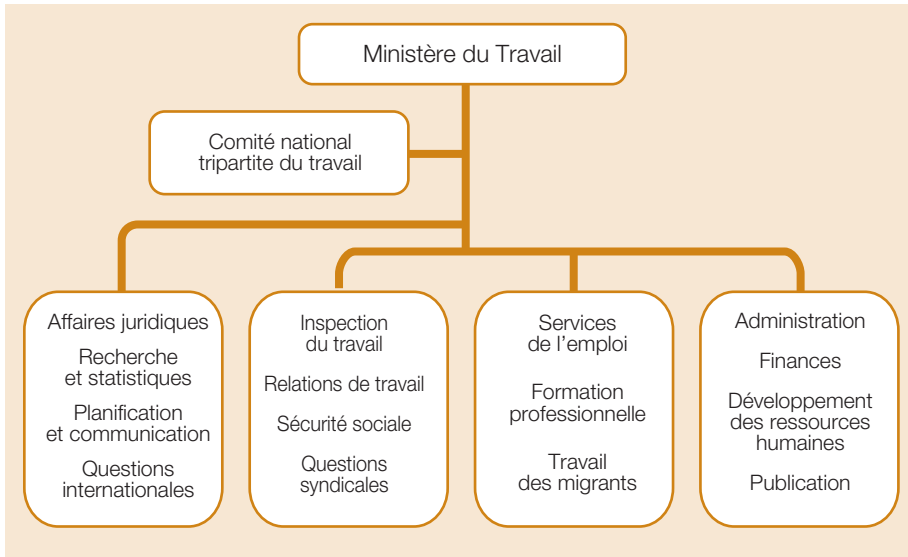 Ministère du Travail
Comité national
tripartite du travail
Affaires juridiques
Recherche
et statistiques
Planification
et communication
Questions
internationales
Inspection
du travail
Relations de travail
Sécurité sociale
Questions
syndicales
Services
de l'emploi
Formation
professionnelle
Travail
des migrants
Administration
Finances
Développement
des ressources
humaines
Publication